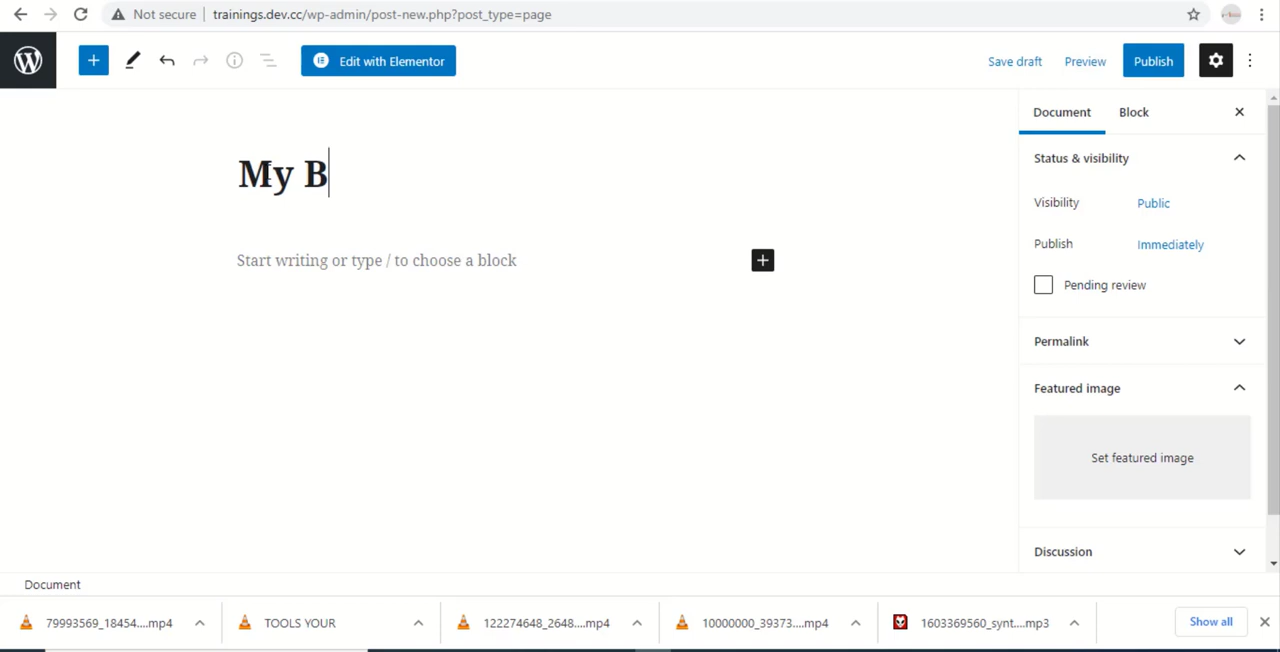 Not secure
trainings.dev.cc/wp-admin/post-new.php?post_type=page
Edit with Elementor
Save draft
Preview
Publish
My B
Start writing or type / to choose a block
Document
Block
Status & visibility
Visibility
Public
Publish
Immediately
Pending review
Permalink
Featured image
Set featured image
Discussion
Document
79993569_18454....mp4
TOOLS YOUR
122274648_2648....mp4
10000000_39373....mp4
1603369560_synt....mp3
Show all